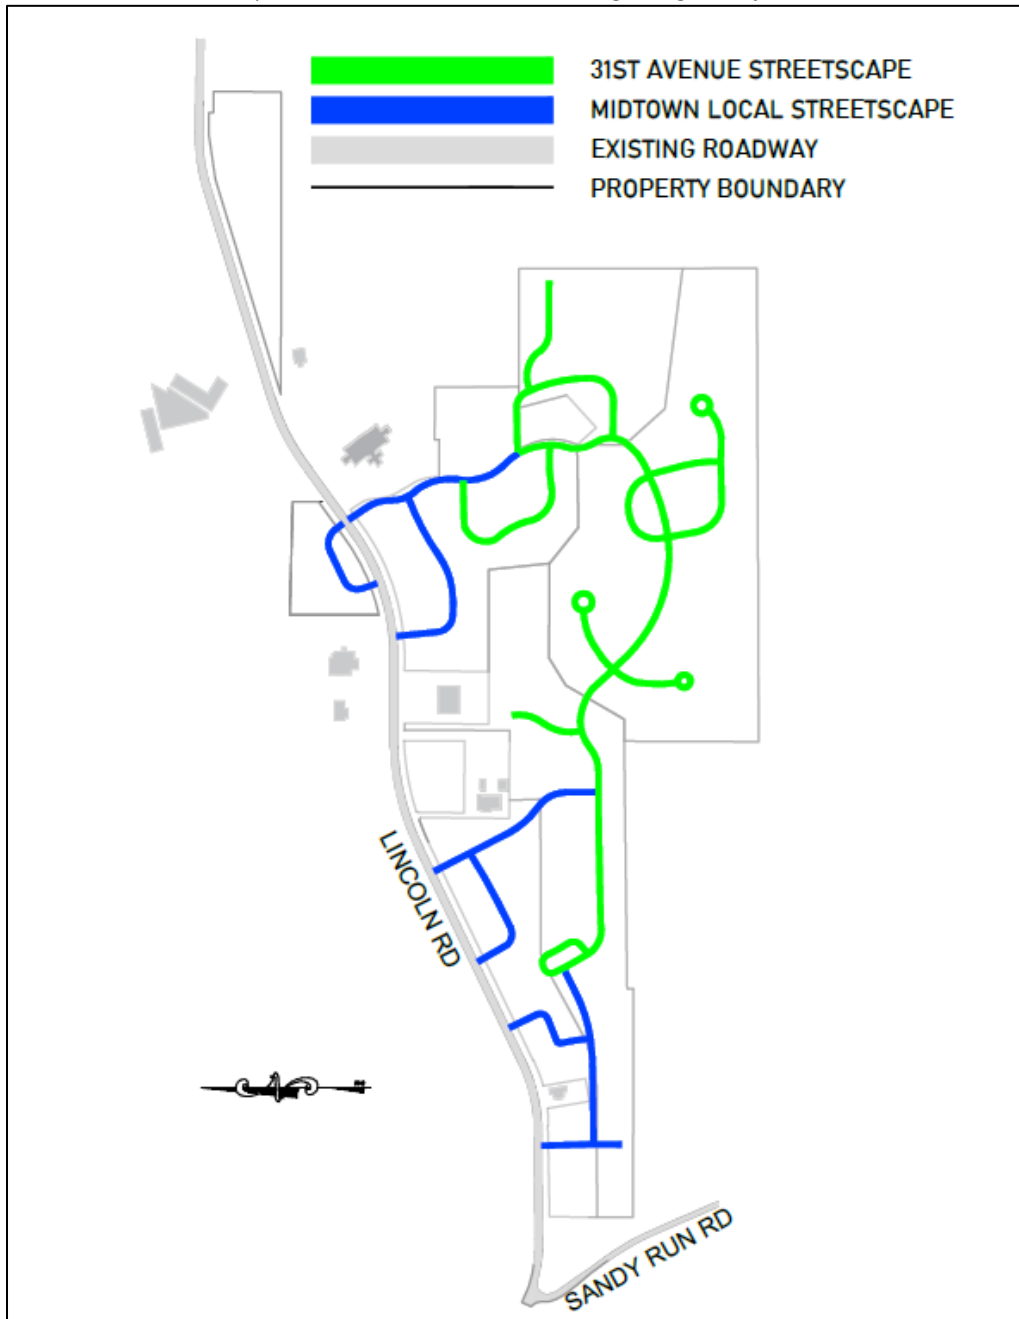 31ST AVENUE STREETSCAPE
MIDTOWN LOCAL STREETSCAPE
EXISTING ROADWAY
PROPERTY BOUNDARY
LINCOLN RD
SANDY RUN RD